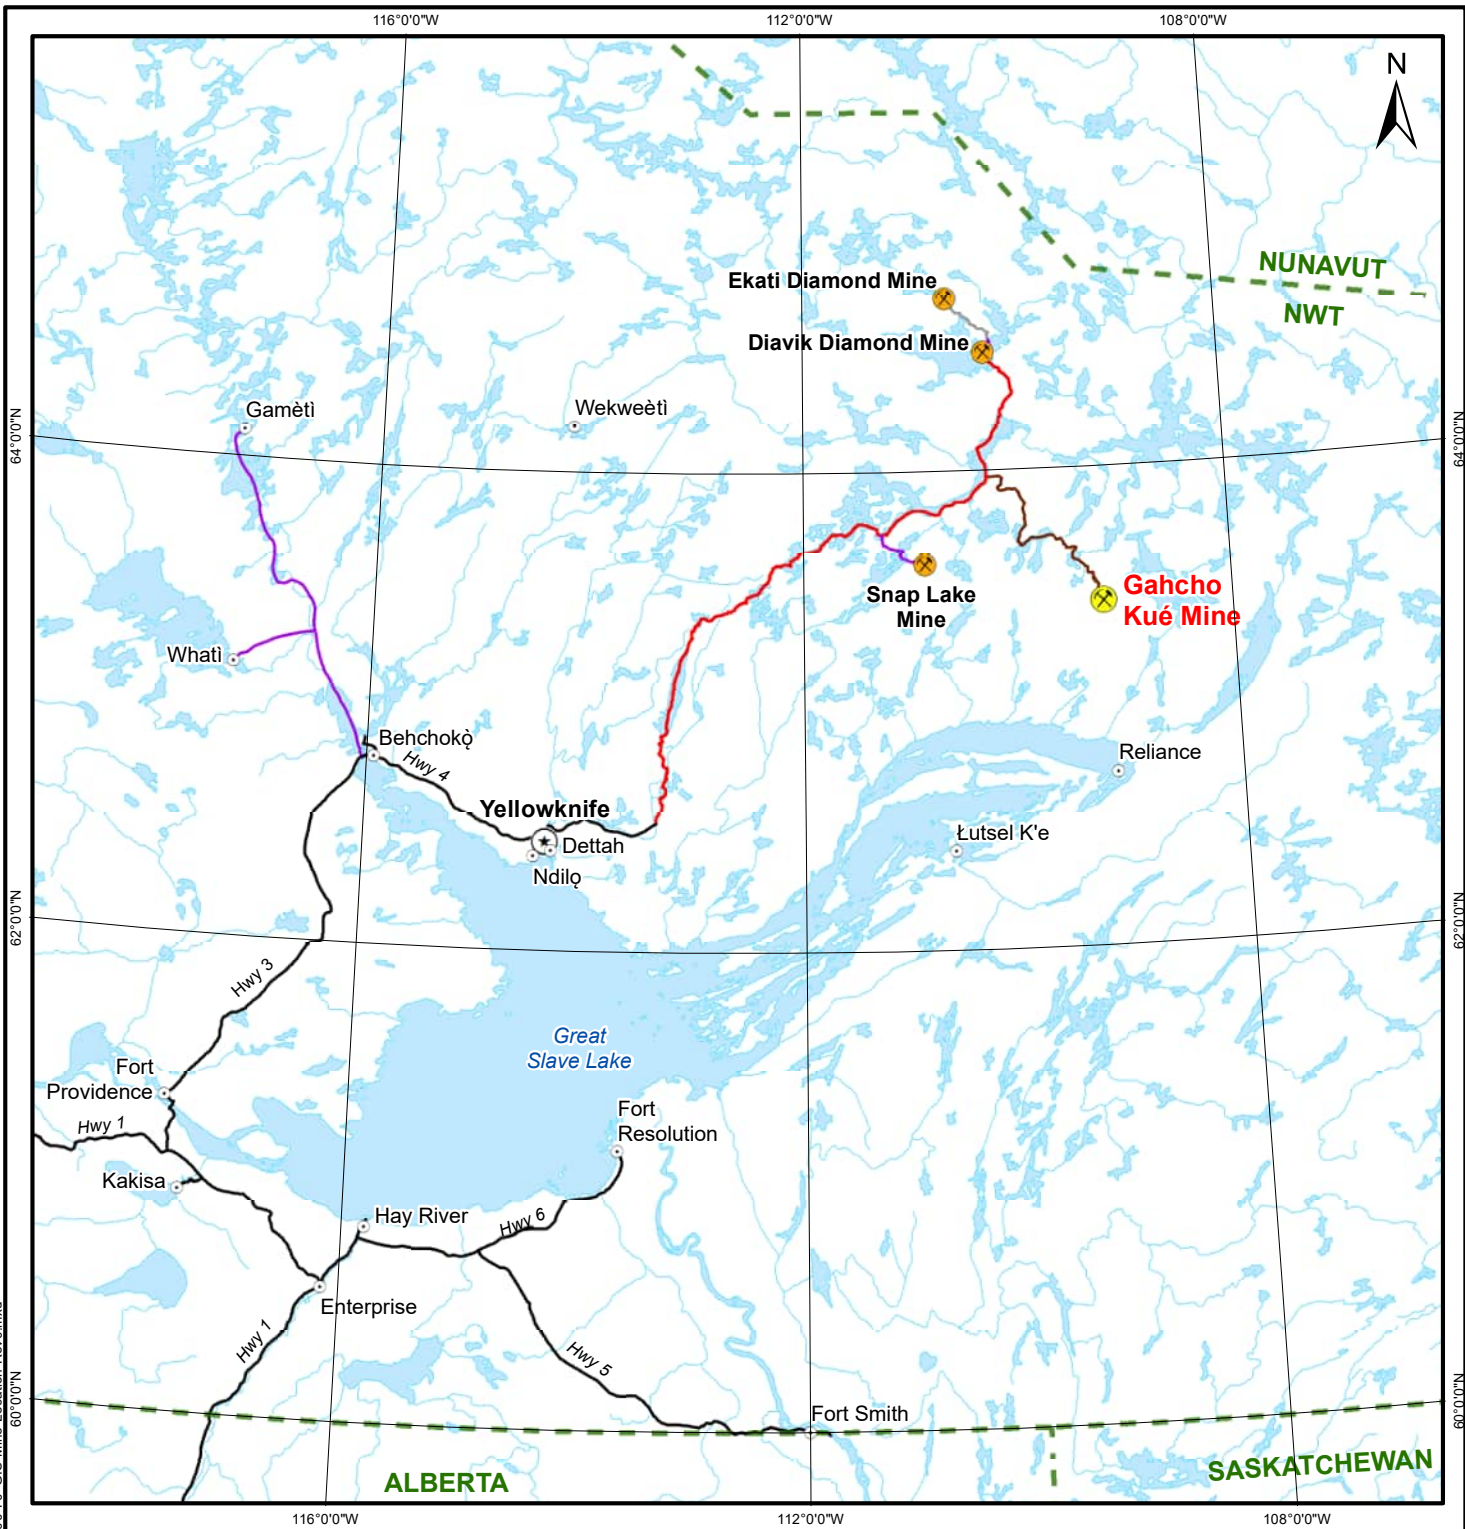 116°0'0"W
112°0'0"W
108°0'0"W
N
NUNAVUT
NWT
Ekati Diamond Mine
Diavik Diamond Mine
Gamètì
Wekweètì
64°0'0"N
64°0'0"N
Gahcho
Kué Mine
Snap Lake
Mine
Whatì
Behchokǫ̀
Hwy 4
Reliance
Yellowknife
Dettah
Ndilǫ
Łutsel K'e
62°0'0"N
62°0'0"N
Hwy 3
Great
Slave Lake
Fort
Providence
Hwy 1
Fort
Resolution
Kakisa
Hay River
Hwy 6
Enterprise
Hwy 1
Hwy 5
60°0'0"N
60°0'0"N
Fort Smith
ALBERTA
SASKATCHEWAN
116°0'0"W
112°0'0"W
108°0'0"W